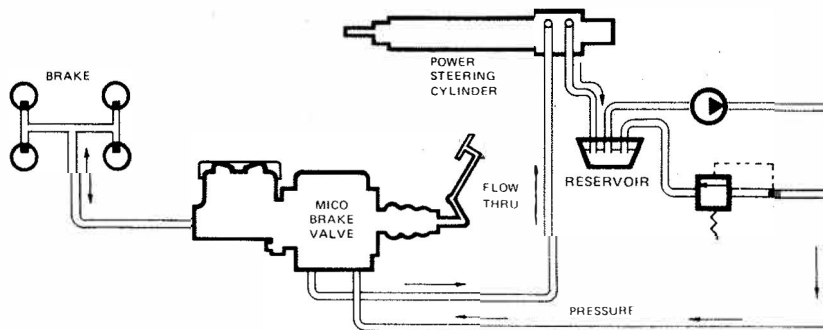 POWER
STEERING
CYLINDER
BRAKE
RESERVOIR
MICO
BRAKE
VALVE
FLOW
THRU
PRESSURE